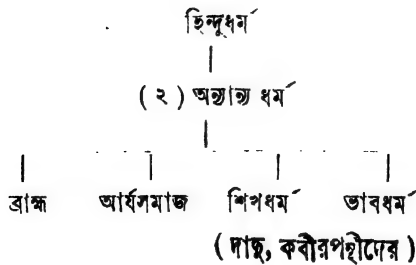 হিন্দুধর্ম
(২) অন্যান্য ধর্ম
ব্রাহ্ম আর্যসমাজ শিখধর্ম ভাবধর্ম
(দাদু, কবীরপন্থীদের)